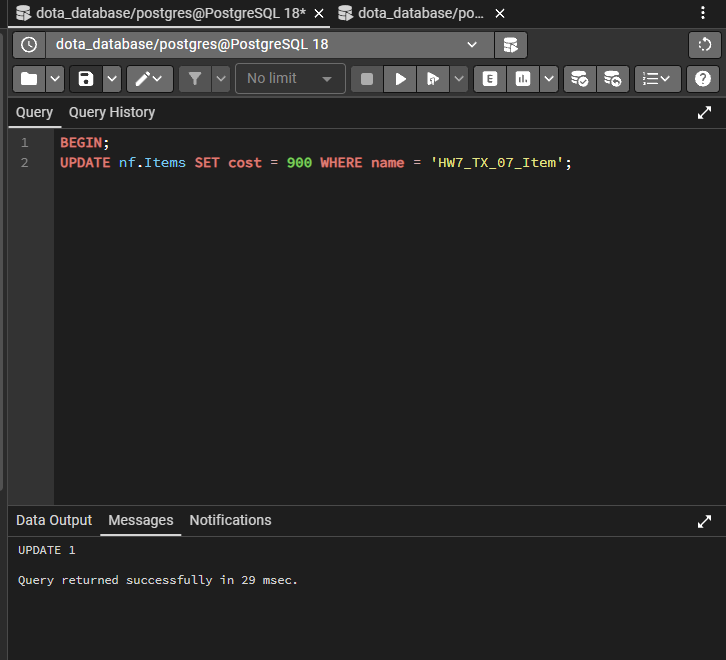 dota_database/postgres@PostgreSQL 18*
dota_database/po...
dota_database/postgres@PostgreSQL 18
No limit
E
Query
Query History
1 BEGIN;
2 UPDATE nf.Items SET cost = 900 WHERE name = 'HW7_TX_07_Item';
Data Output
Messages
Notifications
UPDATE 1
Query returned successfully in 29 msec.